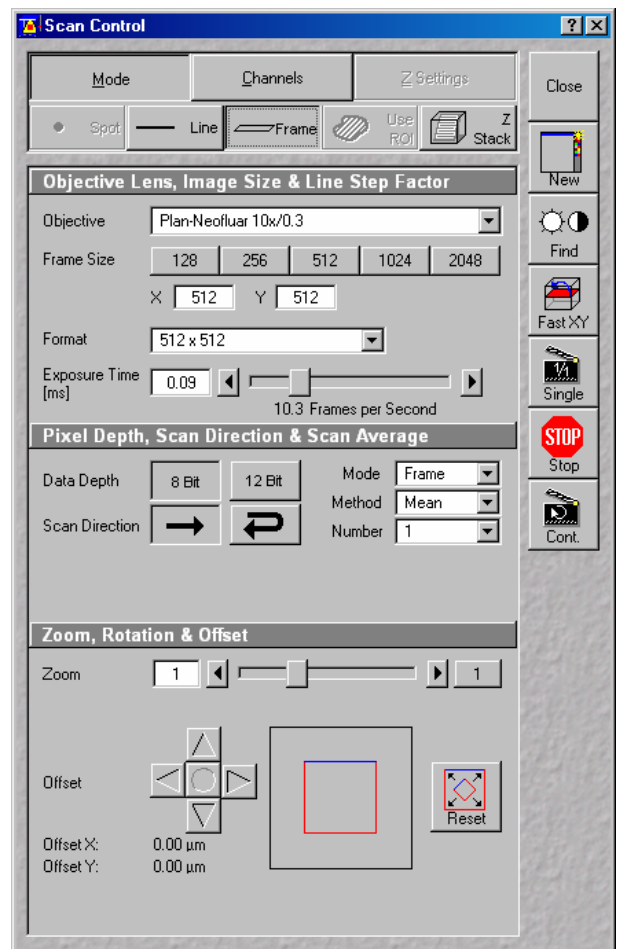 Scan Control
Mode Channels Z Settings
Close
Spot Line Frame Use ROI Z Stack
New
Objective Lens, Image Size & Line Step Factor
Objective Plan-Neofluar 10x/0.3
Find
Frame Size 128 256 512 1024 2048
X 512 Y 512
Fast XY
Format 512 x 512
Exposure Time [ms] 0.09
1/1
Single
10.3 Frames per Second
Pixel Depth, Scan Direction & Scan Average
STOP
Stop
Data Depth 8 Bit 12 Bit Mode Frame
Method Mean
Scan Direction Number 1
Cont.
Zoom, Rotation & Offset
Zoom 1 1
Offset
Reset
Offset X: 0.00 µm
Offset Y: 0.00 µm